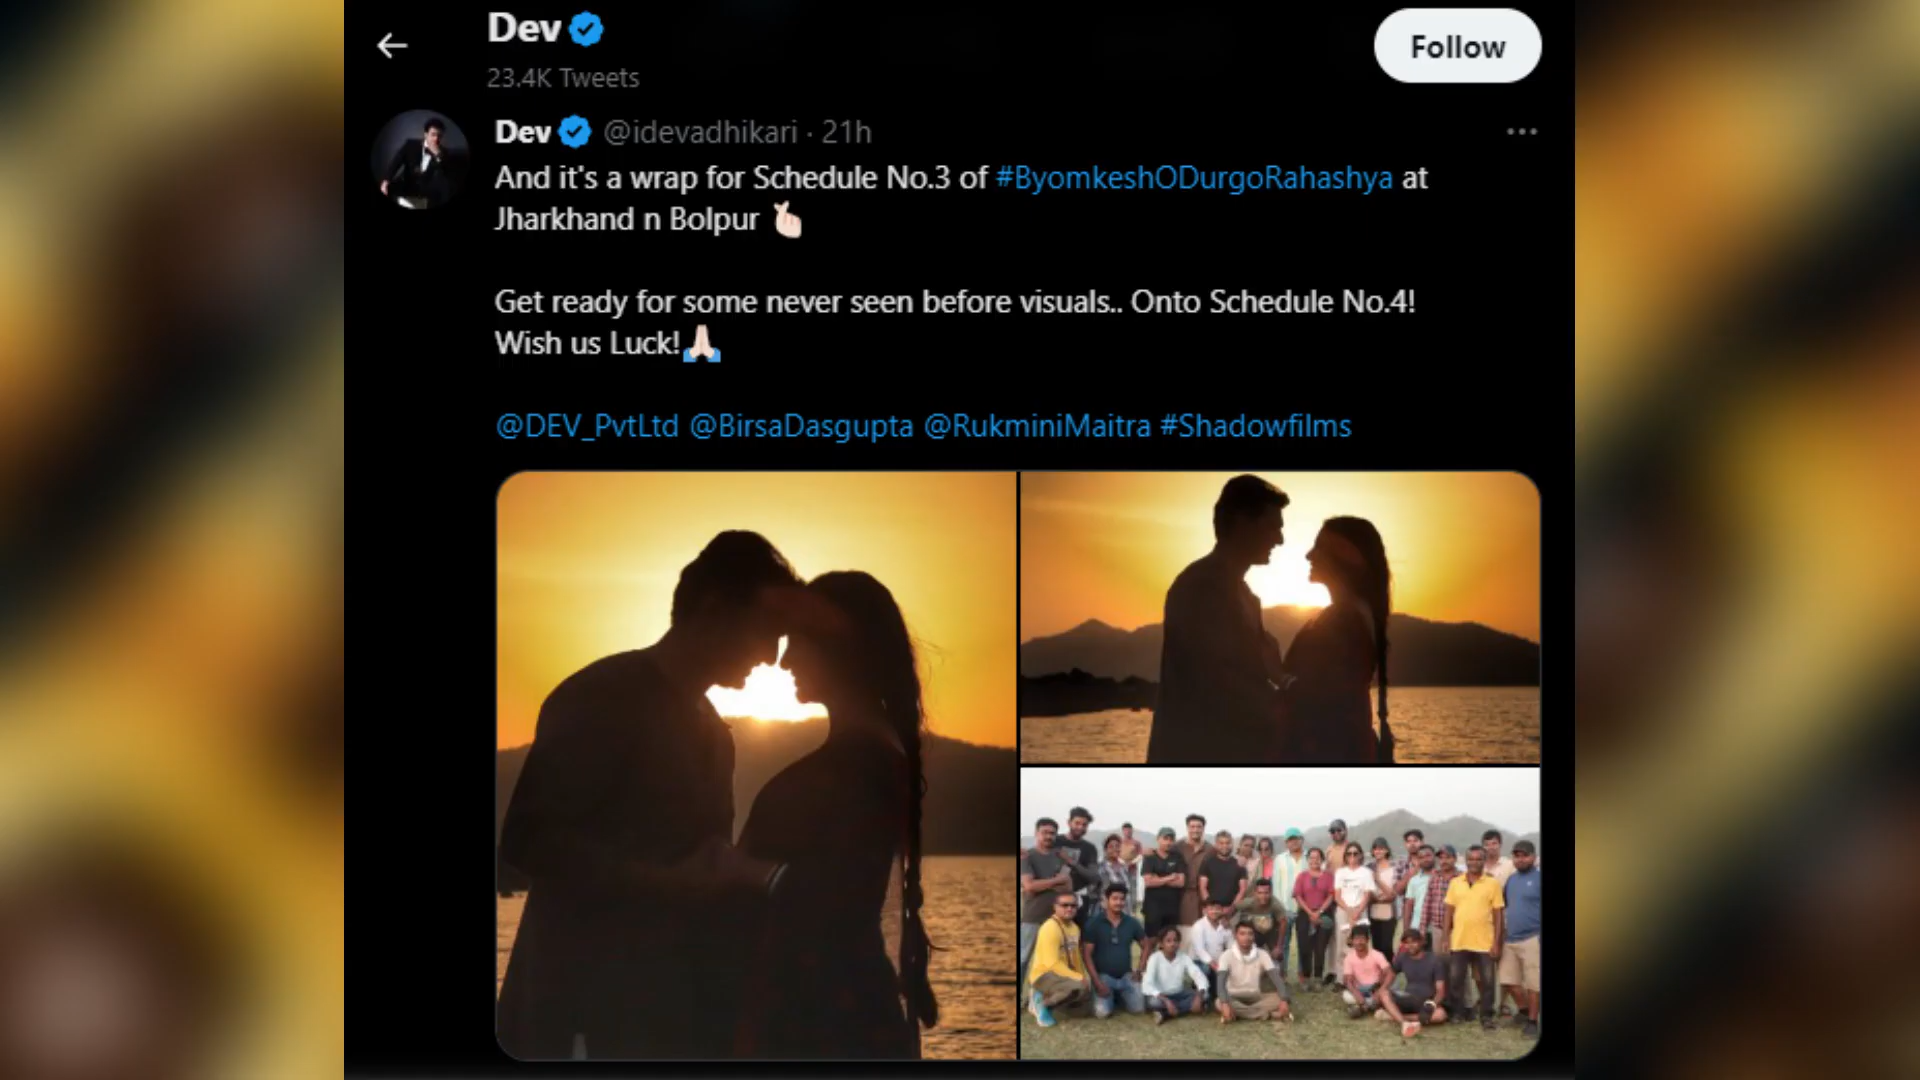 Dev
23.4K Tweets
Follow
Dev @idevadhikari · 21h
And it's a wrap for Schedule No.3 of #ByomkeshODurgoRahashya at
Jharkhand n Bolpur 🤞🏻
Get ready for some never seen before visuals.. Onto Schedule No.4!
Wish us Luck!🙏🏻
@DEV_PvtLtd @BirsaDasgupta @RukminiMaitra #Shadowfilms